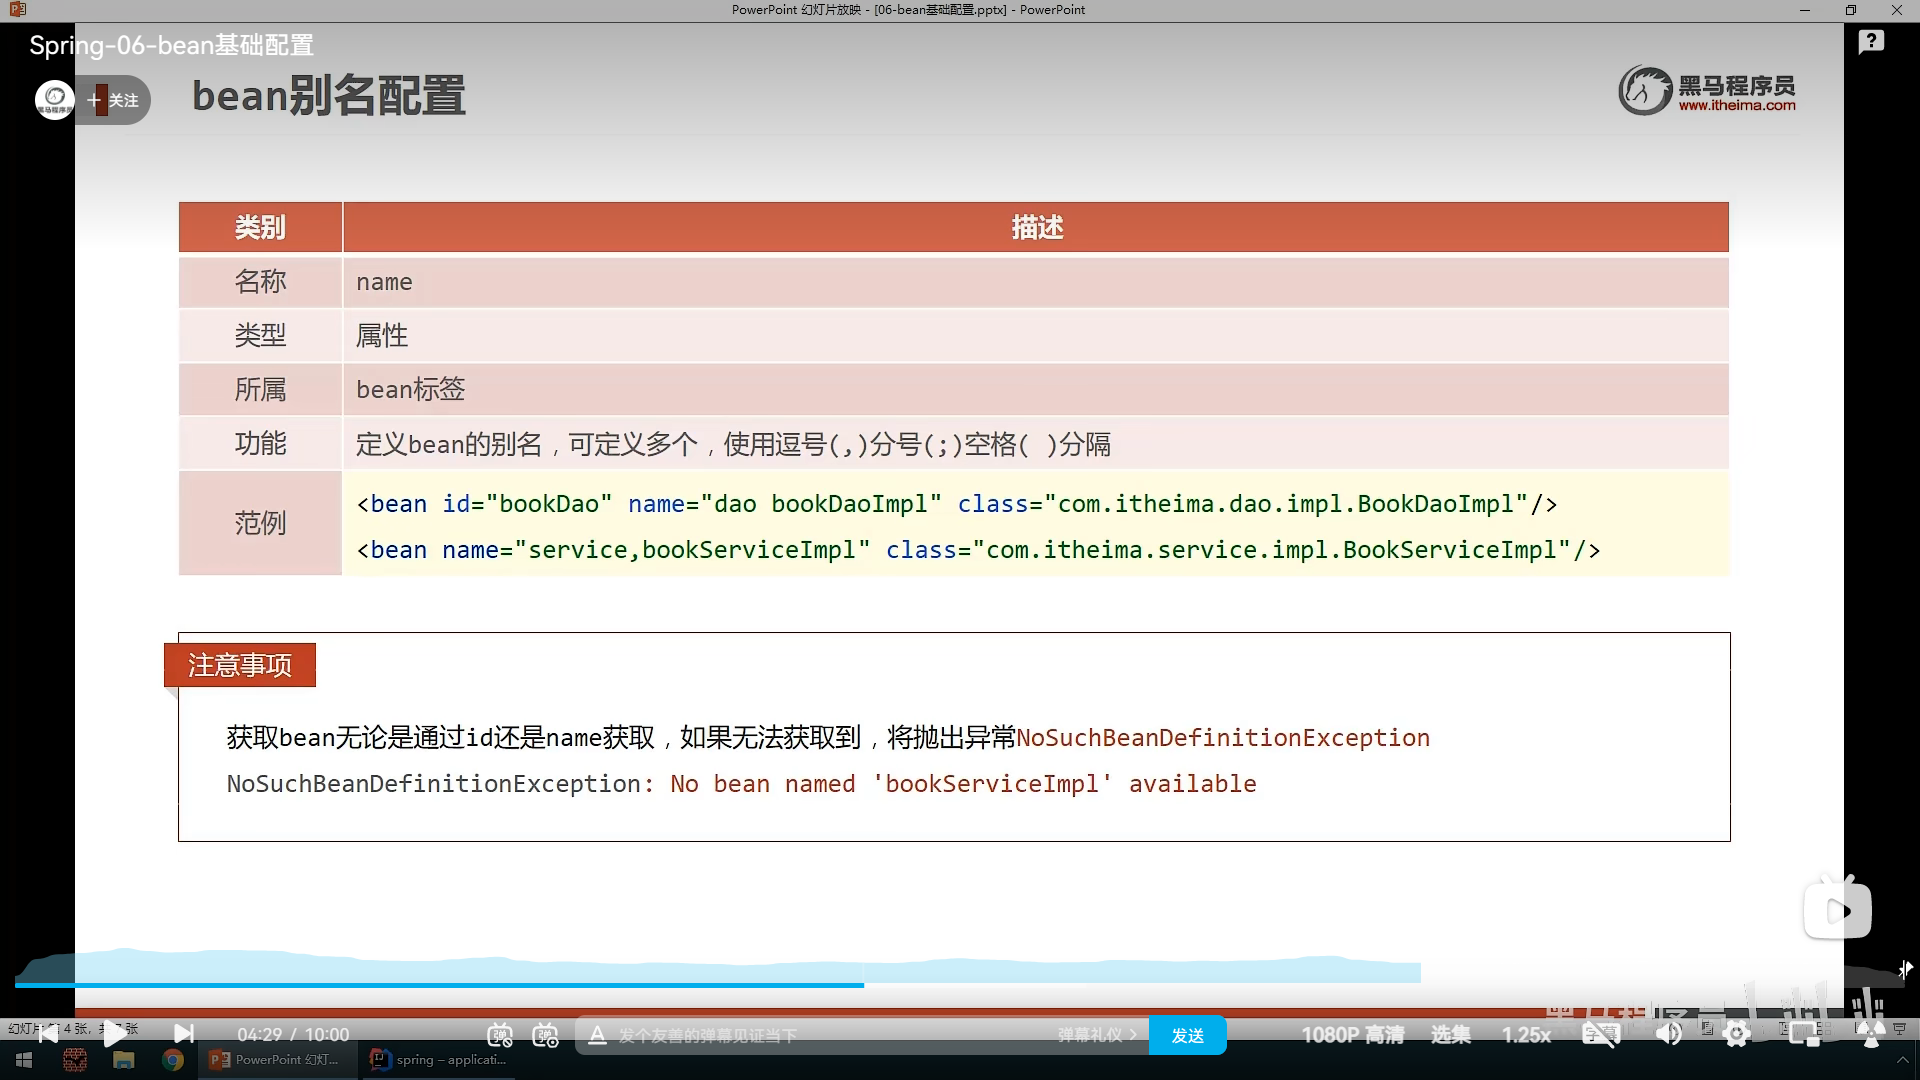 PowerPoint 幻灯片放映 - [06-bean基础配置.pptx] - PowerPoint
Spring-06-bean基础配置
+ 关注
bean别名配置
黑马程序员
www.itheima.com
类别 描述
名称 name
类型 属性
所属 bean标签
功能 定义bean的别名，可定义多个，使用逗号(,)分号(;)空格( )分隔
范例 <bean id="bookDao" name="dao bookDaoImpl" class="com.itheima.dao.impl.BookDaoImpl"/>
<bean name="service,bookServiceImpl" class="com.itheima.service.impl.BookServiceImpl"/>
注意事项
获取bean无论是通过id还是name获取，如果无法获取到，将抛出异常NoSuchBeanDefinitionException
NoSuchBeanDefinitionException: No bean named 'bookServiceImpl' available
04:29 / 10:00
发个友善的弹幕见证当下
弹幕礼仪 >
发送
1080P 高清
选集
1.25x
字幕
PowerPoint 幻灯...
spring – applicati...